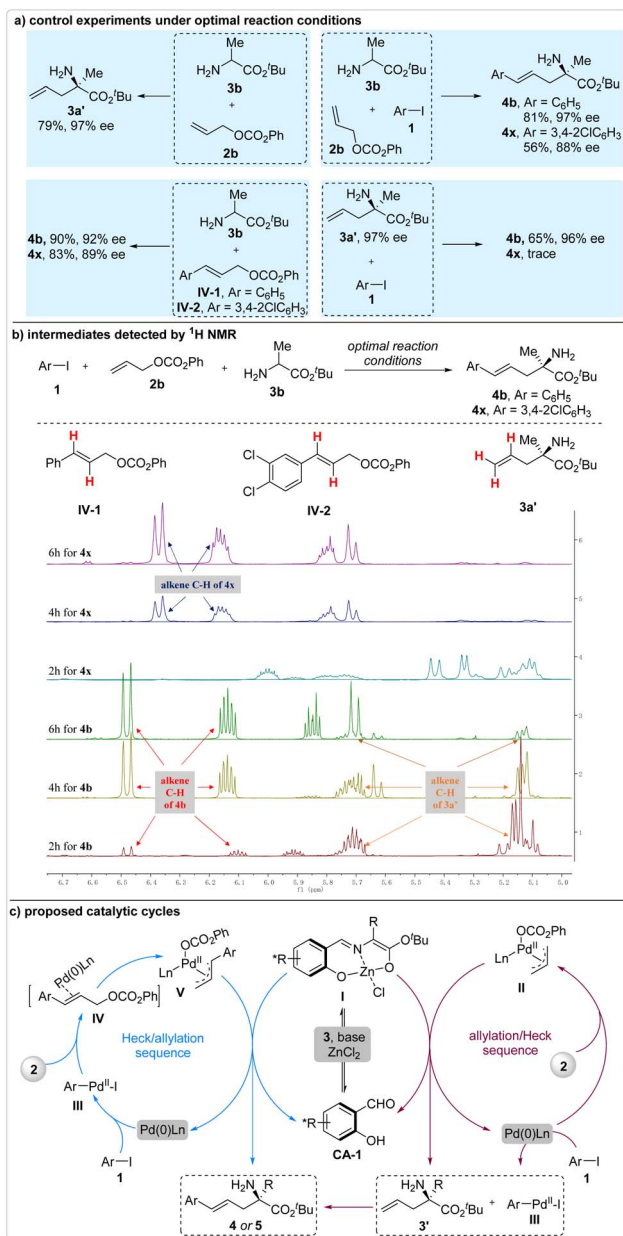 a) control experiments under optimal reaction conditions
H2N Me
CO2tBu
3a'
79%, 97% ee
Me
H2N CO2tBu
3b
+
OCO2Ph
2b
Me
H2N CO2tBu
3b
+ Ar-I
1
OCO2Ph
2b
H2N Me
Ar CO2tBu
4b, Ar = C6H5
81%, 97% ee
4x, Ar = 3,4-2ClC6H3
56%, 88% ee
4b, 90%, 92% ee
4x, 83%, 89% ee
Me
H2N CO2tBu
3b
+
Ar OCO2Ph
IV-1, Ar = C6H5
IV-2, Ar = 3,4-2ClC6H3,
H2N Me
CO2tBu
3a', 97% ee
+
Ar-I
1
4b, 65%, 96% ee
4x, trace
b) intermediates detected by 1H NMR
Ar-I
1
+
OCO2Ph
2b
+
Me
H2N CO2tBu
3b
optimal reaction
conditions
Me NH2
Ar CO2tBu
4b, Ar = C6H5
4x, Ar = 3,4-2ClC6H3
H
Ph OCO2Ph
H
IV-1
Cl H
Cl OCO2Ph
H
IV-2
H Me NH2
H CO2tBu
H
3a'
6h for 4x
alkene C-H of 4x
4h for 4x
2h for 4x
6h for 4b
4h for 4b
alkene
C-H
of 4b
alkene
C-H
of 3a'
2h for 4b
6
5
4
3
2
1
6.7 6.6 6.5 6.4 6.3 6.2 6.1 6.0 5.9 5.8 5.7 5.6 5.5 5.4 5.3 5.2 5.1 5.0
f1 (ppm)
c) proposed catalytic cycles
OCO2Ph
Ln PdII Ar
V
Pd(0)Ln
Ar OCO2Ph
IV
2
Ar-PdII-I
III
Ar-I
1
Pd(0)Ln
Heck/allylation
sequence
R
*R N OtBu
O Zn O
Cl
I
3, base
ZnCl2
*R CHO
OH
CA-1
OCO2Ph
Ln PdII
II
allylation/Heck
sequence
2
Pd(0)Ln
Ar-I
1
H2N R
Ar CO2tBu
4 or 5
H2N R
CO2tBu
3'
+
Ar-PdII-I
III